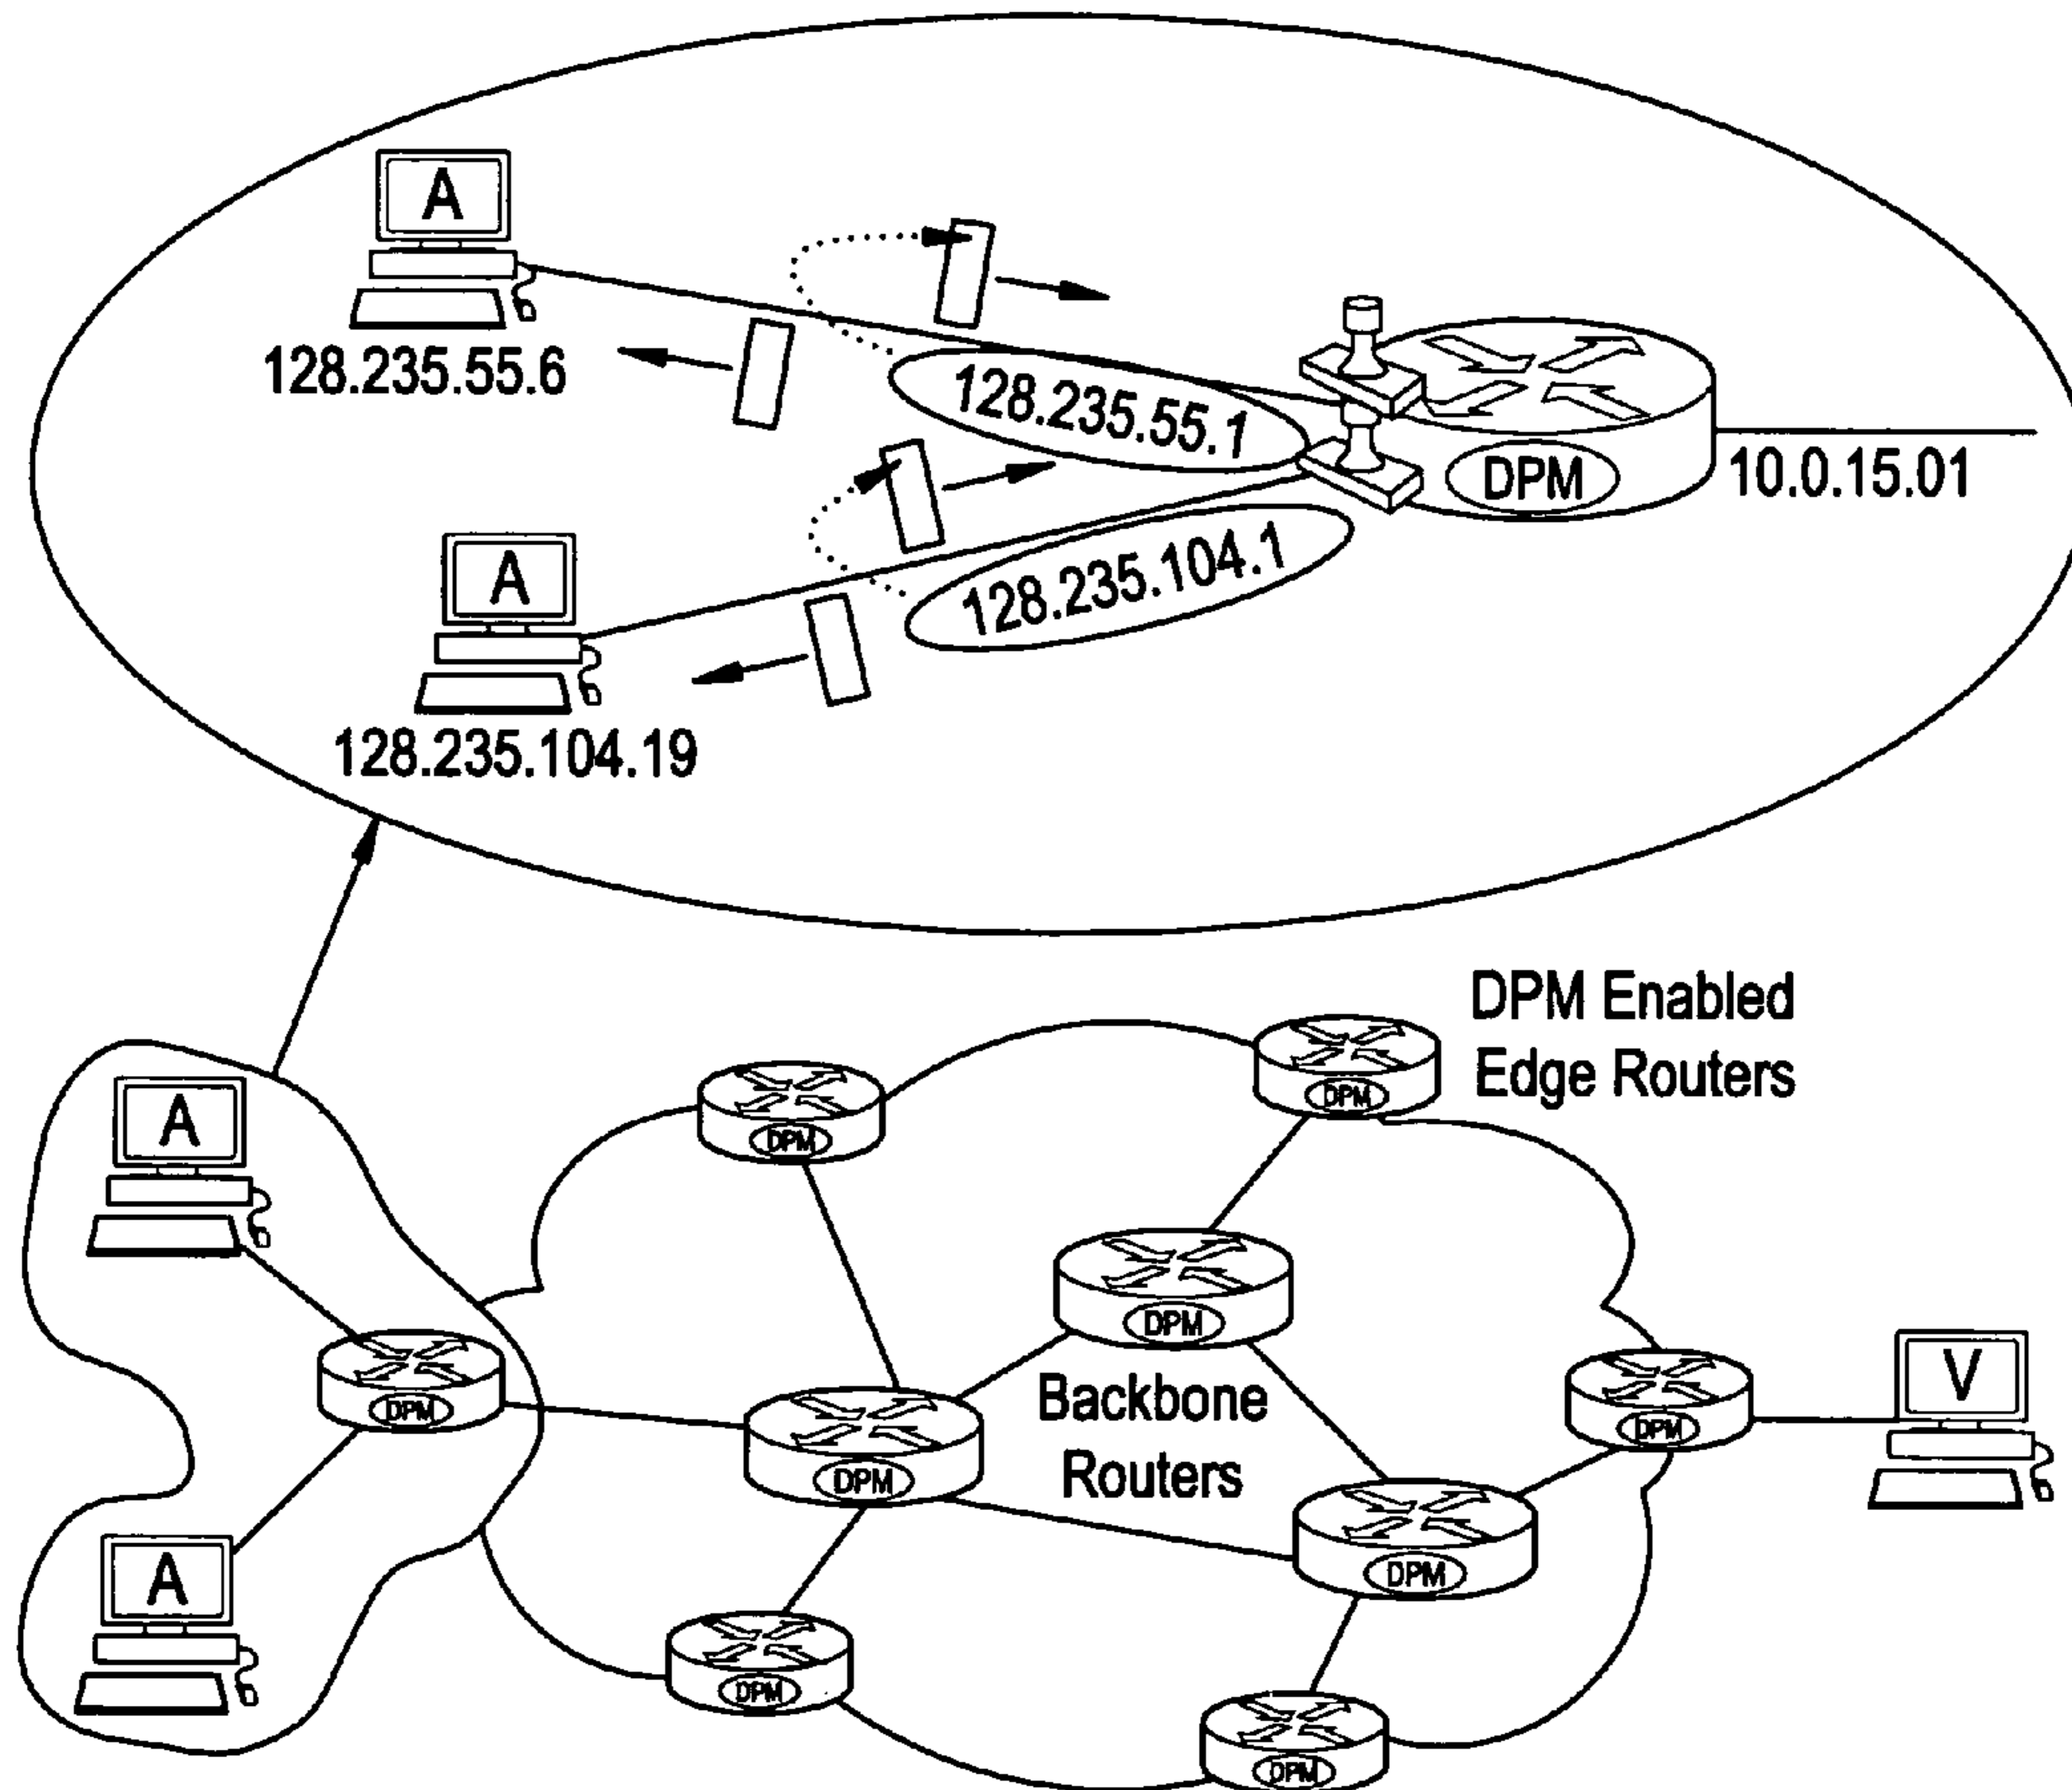 A
128.235.55.6
128.235.55.1
DPM
10.0.15.01
A
128.235.104.1
128.235.104.19
DPM Enabled
Edge Routers
DPM
DPM
A
DPM
DPM
Backbone
Routers
DPM
DPM
V
DPM
DPM
A
DPM
DPM